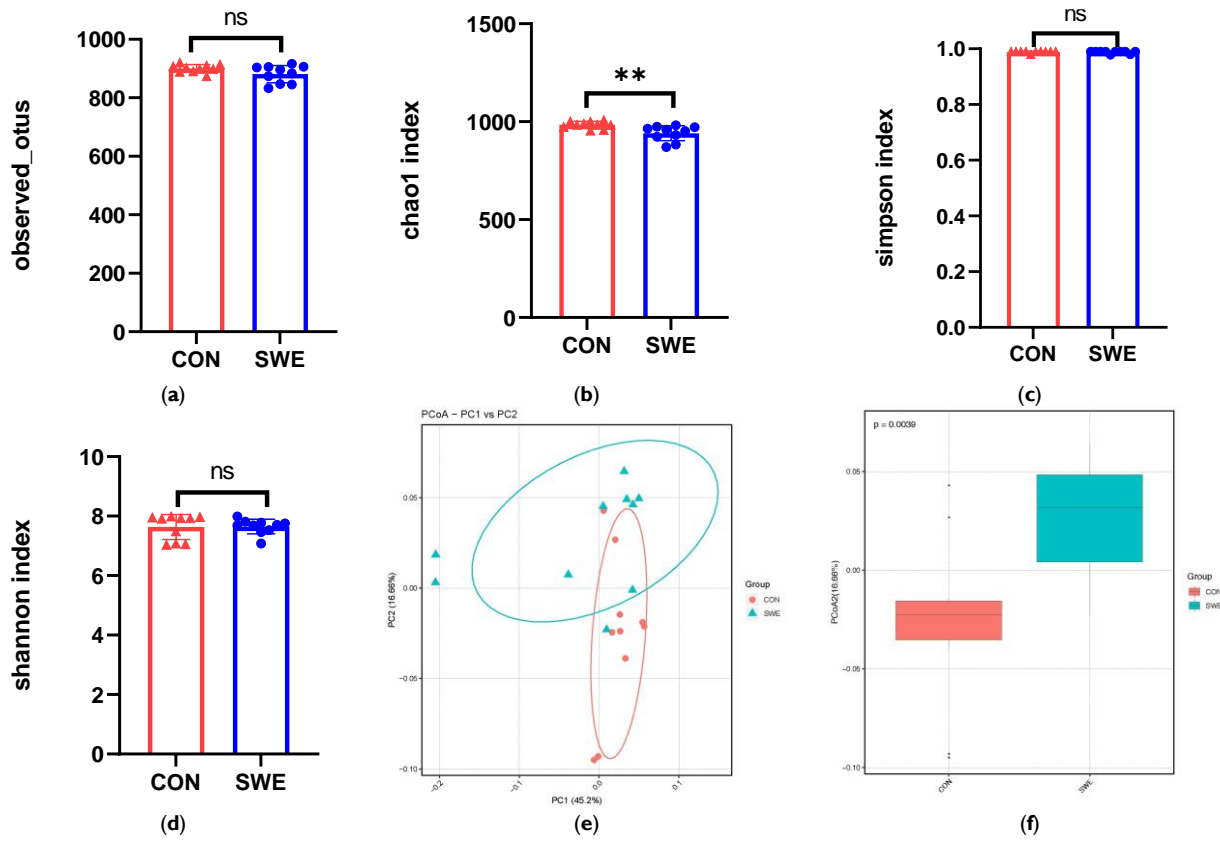 ns
1000
800
600
400
200
0
observed_otus
CON SWE
(a)
**
1500
1000
500
0
chao1 index
CON SWE
(b)
ns
1.0
0.8
0.6
0.4
0.2
0.0
simpson index
CON SWE
(c)
ns
10
8
6
4
2
0
shannon index
CON SWE
(d)
PCoA − PC1 vs PC2
0.05
0.00
−0.05
−0.10
PC2 (16.66%)
−0.2 −0.1 0.0 0.1
PC1 (45.2%)
Group
CON
SWE
(e)
p = 0.0039
0.05
0.00
−0.05
−0.10
PCoA2(16.66%)
CON SWE
Group
CON
SWE
(f)